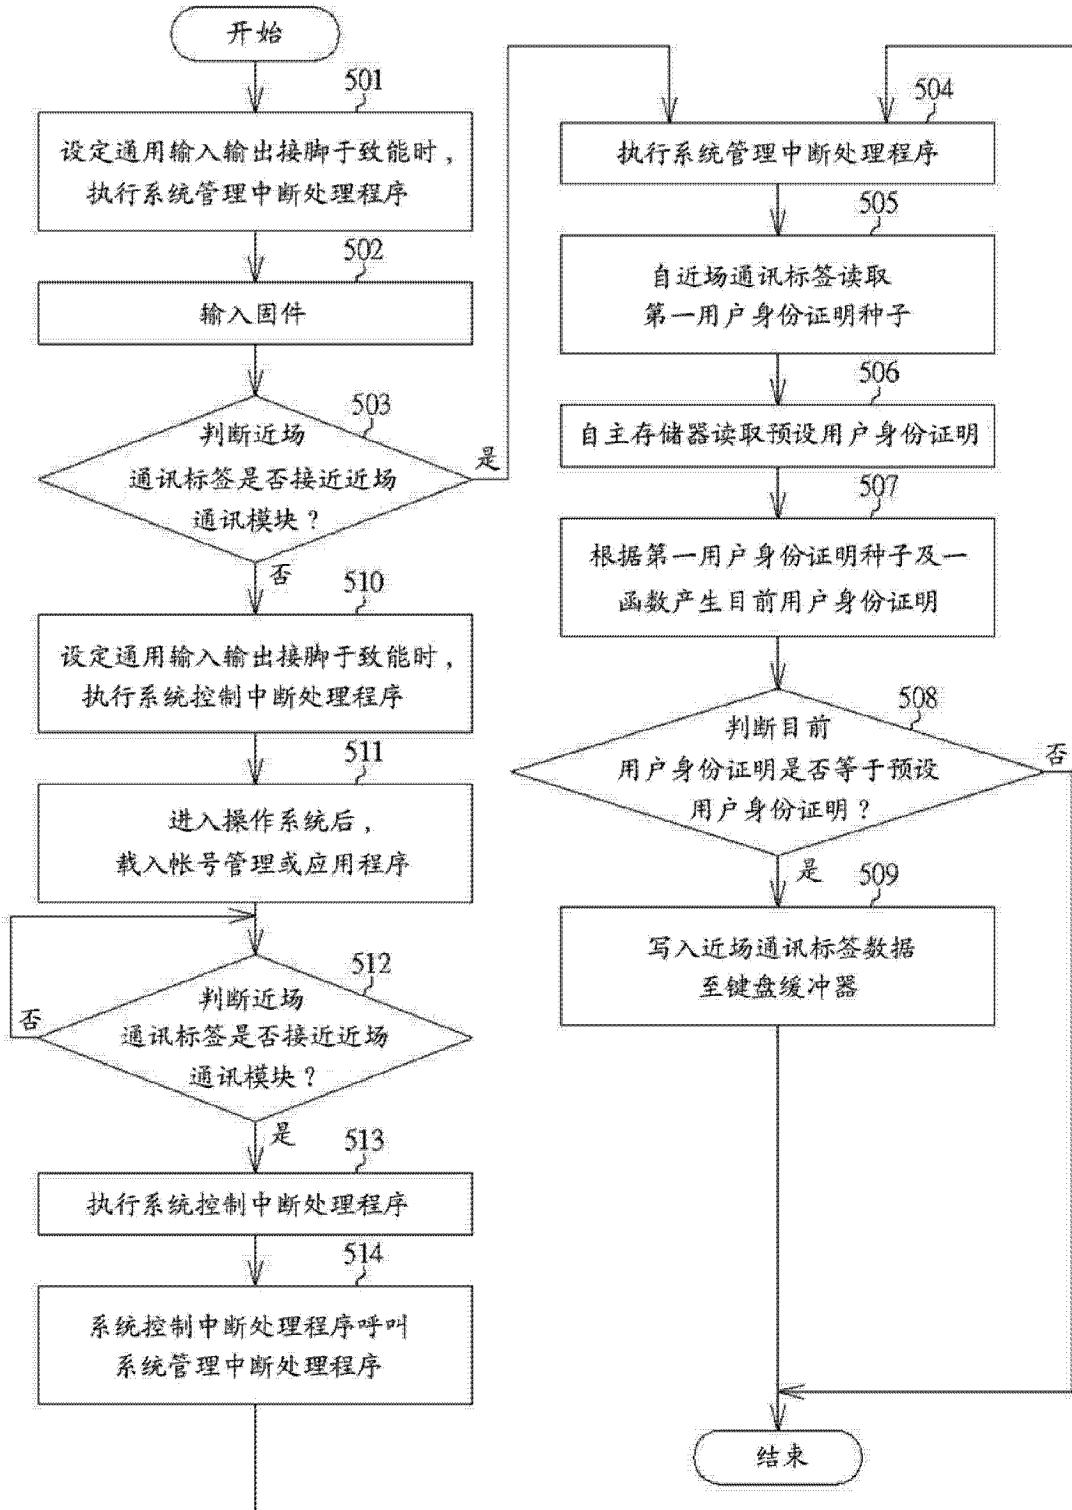 开始
501
设定通用输入输出接脚于致能时，
执行系统管理中断处理程序
502
输入固件
503
判断近场
通讯标签是否接近近场
通讯模块？
是
否
510
设定通用输入输出接脚于致能时，
执行系统控制中断处理程序
511
进入操作系统后，
载入帐号管理或应用程序
512
判断近场
通讯标签是否接近近场
通讯模块？
否
是
513
执行系统控制中断处理程序
514
系统控制中断处理程序呼叫
系统管理中断处理程序
504
执行系统管理中断处理程序
505
自近场通讯标签读取
第一用户身份证明种子
506
自主存储器读取预设用户身份证明
507
根据第一用户身份证明种子及一
函数产生目前用户身份证明
508
判断目前
用户身份证明是否等于预设
用户身份证明？
否
是
509
写入近场通讯标签数据
至键盘缓冲器
结束